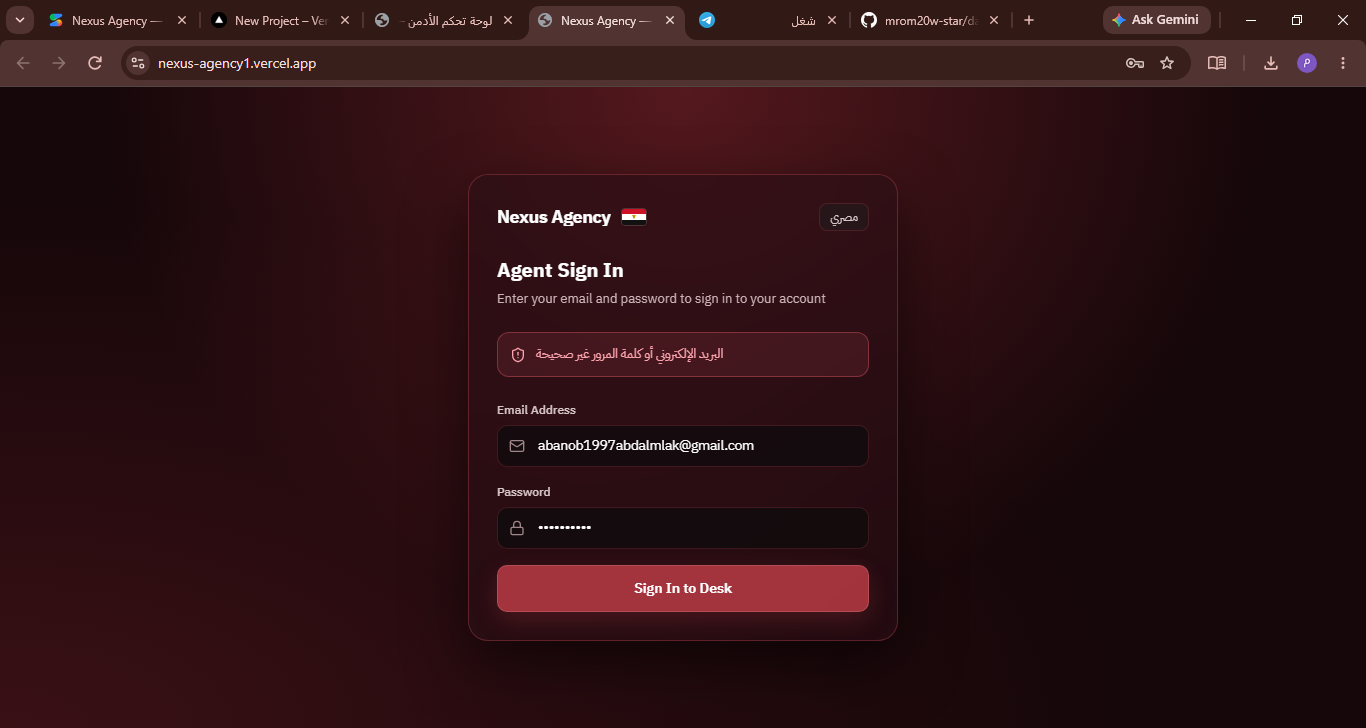 Nexus Agency —
New Project – Ver
لوحة تحكم الأدمن -
Nexus Agency —
شغل
mrom20w-star/da
Ask Gemini
nexus-agency1.vercel.app
Nexus Agency
مصري
Agent Sign In
Enter your email and password to sign in to your account
البريد الإلكتروني أو كلمة المرور غير صحيحة
Email Address
abanob1997abdalmlak@gmail.com
Password
••••••••••
Sign In to Desk